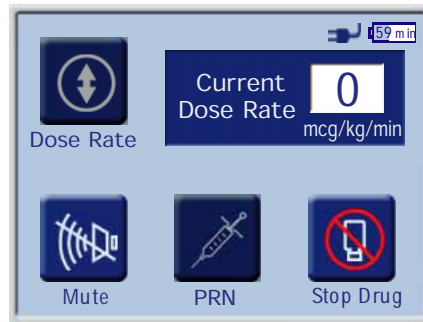 59 min
Current
Dose Rate
0
mcg/kg/min
Dose Rate
Mute
PRN
Stop Drug